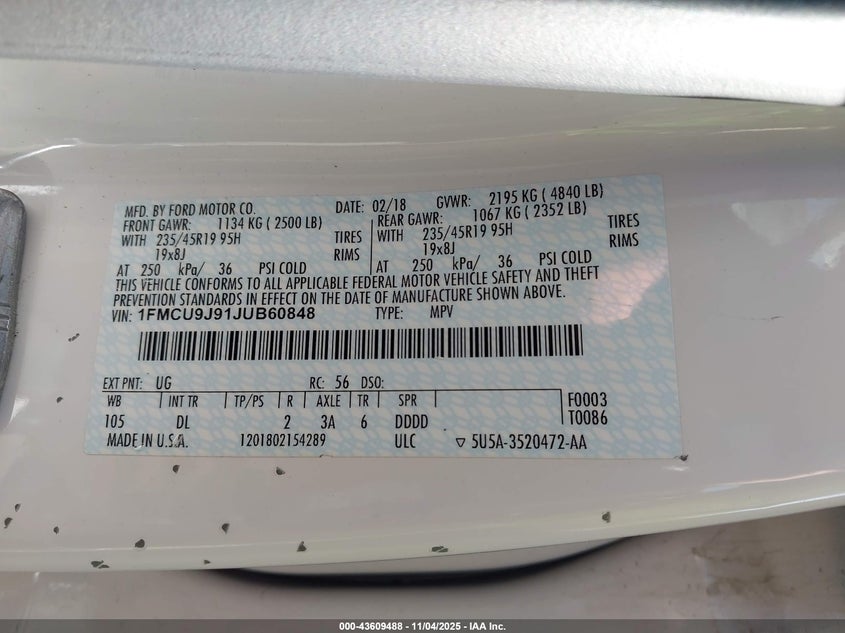 MFD. BY FORD MOTOR CO. DATE: 02/18 GVWR: 2195 KG ( 4840 LB)
FRONT GAWR: 1134 KG ( 2500 LB) REAR GAWR: 1067 KG ( 2352 LB)
WITH 235/45R19 95H TIRES WITH 235/45R19 95H TIRES
19x8J RIMS 19x8J RIMS
AT 250 kPa/ 36 PSI COLD AT 250 kPa/ 36 PSI COLD
THIS VEHICLE CONFORMS TO ALL APPLICABLE FEDERAL MOTOR VEHICLE SAFETY AND THEFT
PREVENTION STANDARDS IN EFFECT ON THE DATE OF MANUFACTURE SHOWN ABOVE.
VIN: 1FMCU9J91JUB60848 TYPE: MPV
EXT PNT: UG RC: 56 DSO:
WB INT TR TP/PS R AXLE TR SPR F0003
105 DL 2 3A 6 DDDD T0086
MADE IN U.S.A. 1201802154289 ULC ▽ 5U5A-3520472-AA
000-43609488 - 11/04/2025 - IAA Inc.